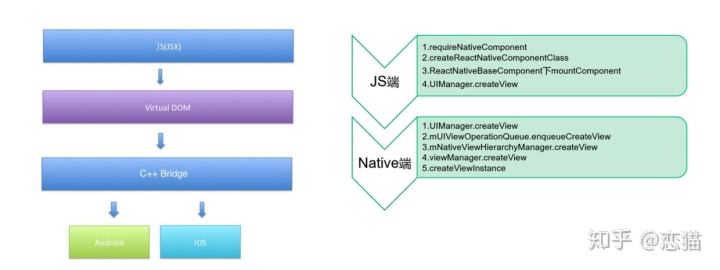 JS(JSX)
Virtual DOM
C++ Bridge
Android
IOS
JS端
1.requireNativeComponent
2.createReactNativeComponentClass
3.ReactNativeBaseComponent下mountComponent
4.UIManager.createView
Native端
1.UIManager.createView
2.mUIViewOperationQueue.enqueueCreateView
3.mNativeViewHierarchyManager.createView
4.viewManager.createView
5.createViewInstance
知乎 @恋猫